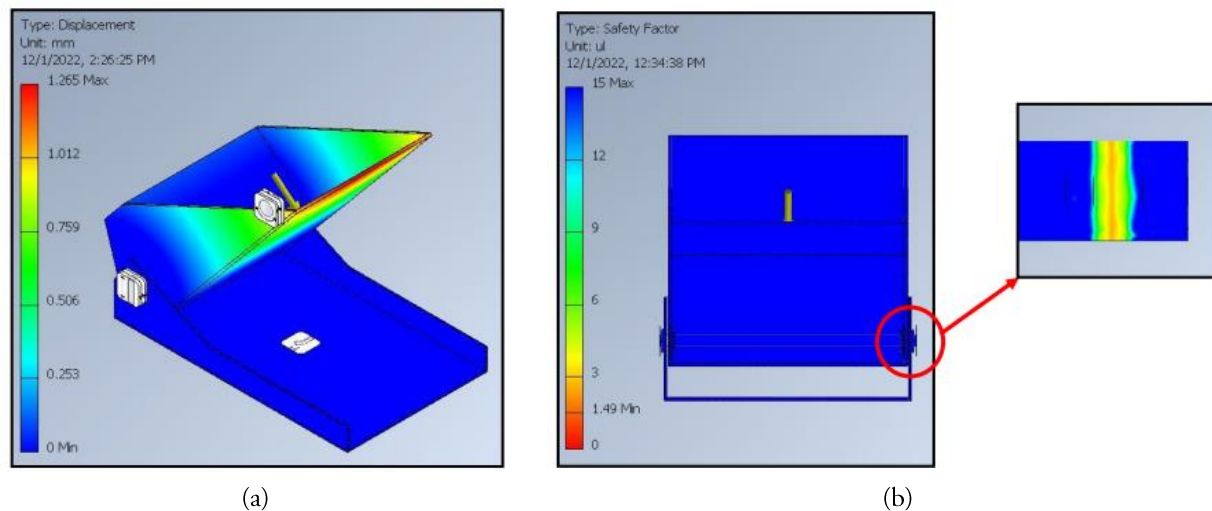 Type: Displacement
Unit: mm
12/1/2022, 2:26:25 PM
1.265 Max
1.012
0.759
0.506
0.253
0 Min
(a)
Type: Safety Factor
Unit: ul
12/1/2022, 12:34:38 PM
15 Max
12
9
6
3
1.49 Min
0
(b)